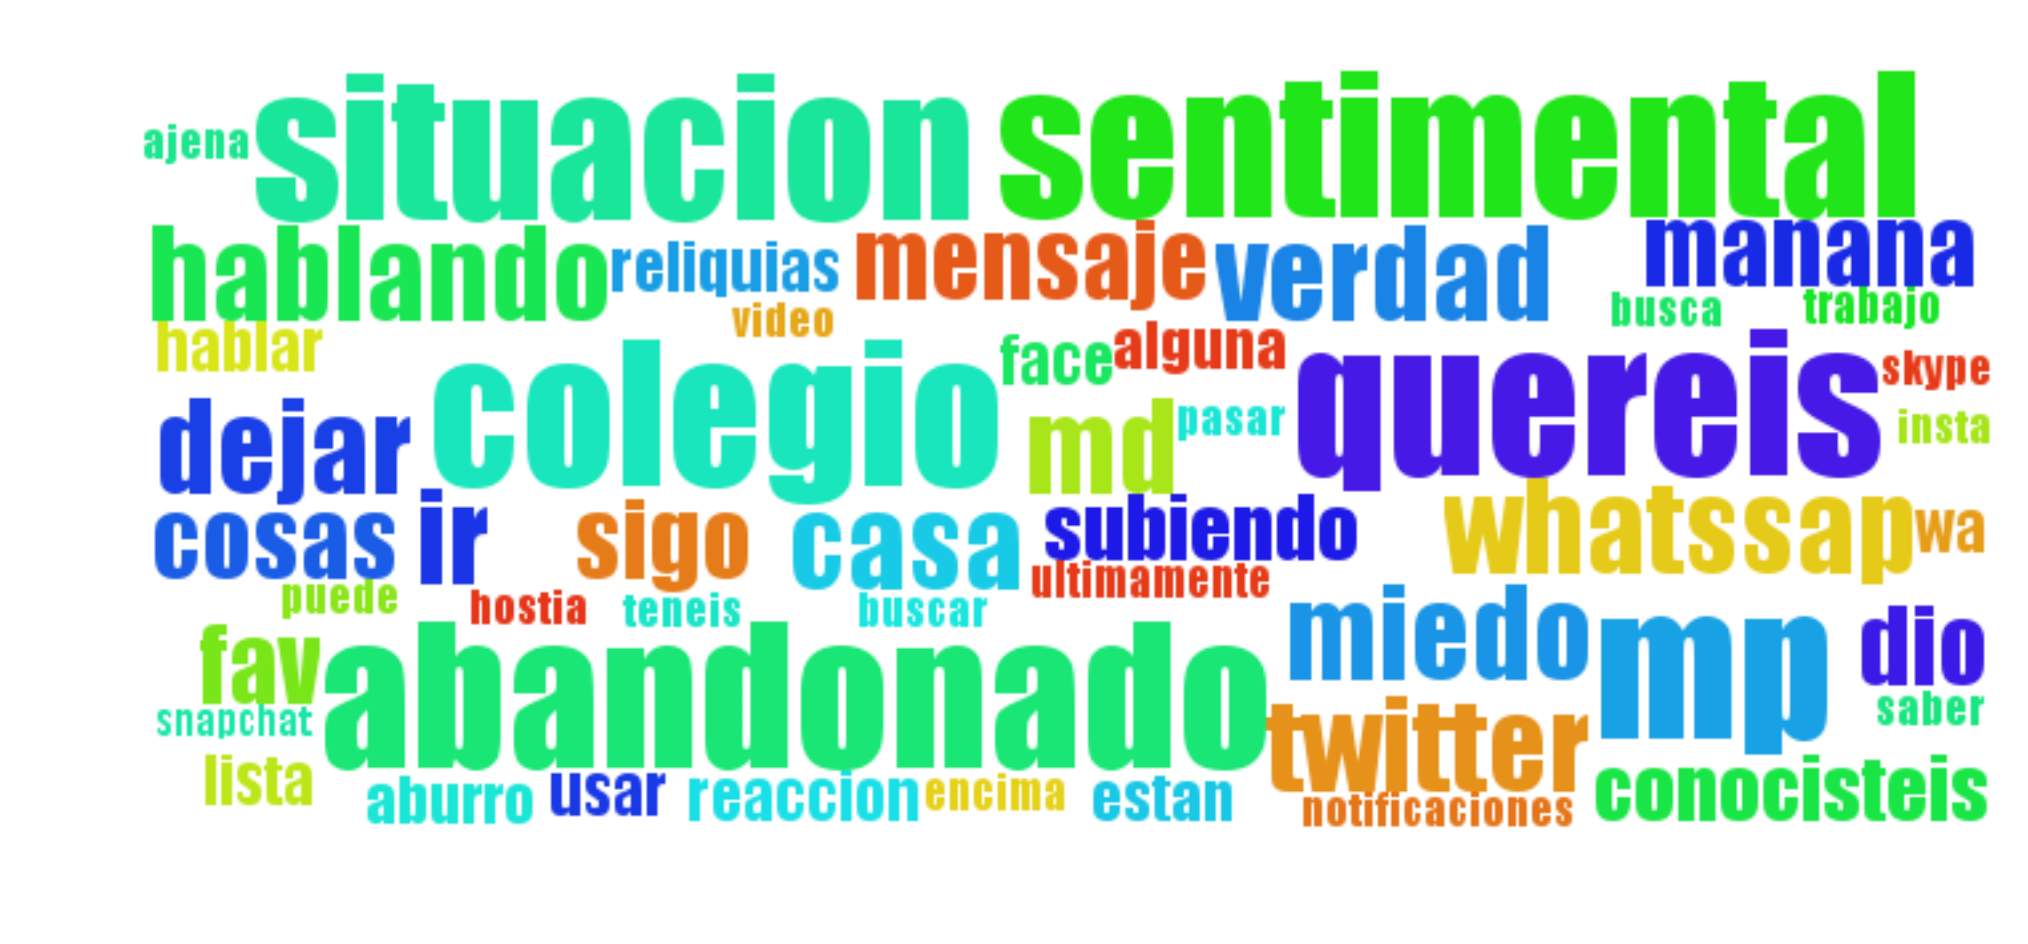 ajena situacion sentimental
hablando reliquias mensaje verdad manana
video busca trabajo
hablar face alguna skype
dejar colegio md pasar quereis insta
cosas ir sigo casa subiendo whatssap wa
puede hostia teneis buscar ultimamente
fav abandonado miedo mp dio
snapchat twitter saber
lista aburro usar reaccion encima estan notificaciones conocisteis